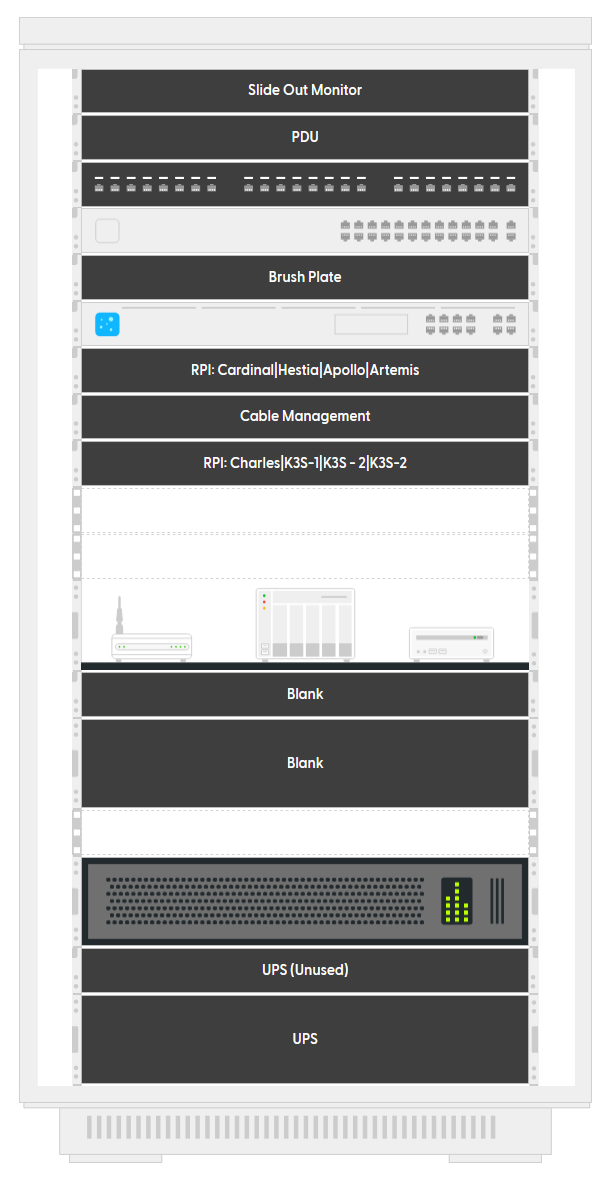 Slide Out Monitor
PDU
Brush Plate
RPI: Cardinal|Hestia|Apollo|Artemis
Cable Management
RPI: Charles|K3S-1|K3S - 2|K3S-2
Blank
Blank
UPS (Unused)
UPS